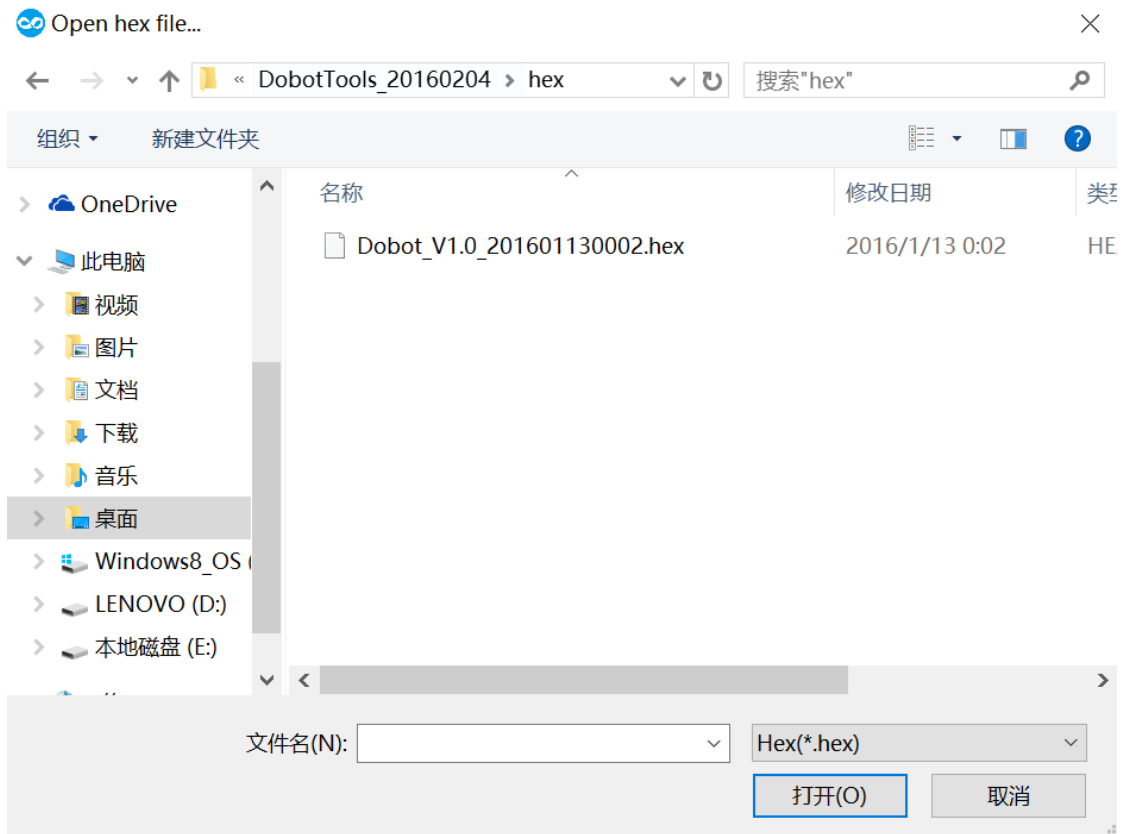 Open hex file...
« DobotTools_20160204 > hex
搜索"hex"
组织
新建文件夹
?
名称
修改日期
Dobot_V1.0_201601130002.hex
2016/1/13 0:02
HE
OneDrive
此电脑
视频
图片
文档
下载
音乐
桌面
Windows8_OS (
LENOVO (D:)
本地磁盘 (E:)
文件名(N):
Hex(*.hex)
打开(O)
取消